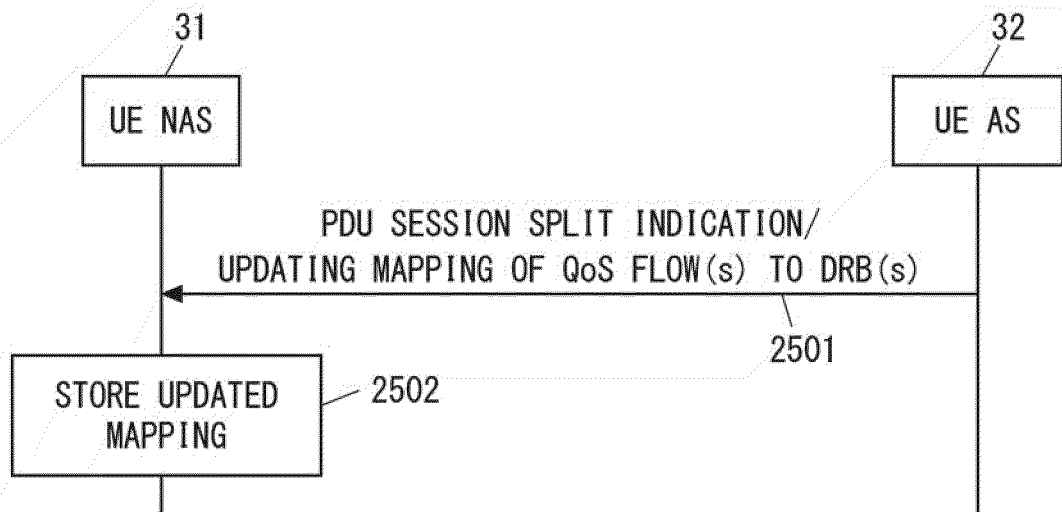 31
32
UE NAS
UE AS
PDU SESSION SPLIT INDICATION/
UPDATING MAPPING OF QoS FLOW(s) TO DRB(s)
2501
STORE UPDATED
MAPPING
2502